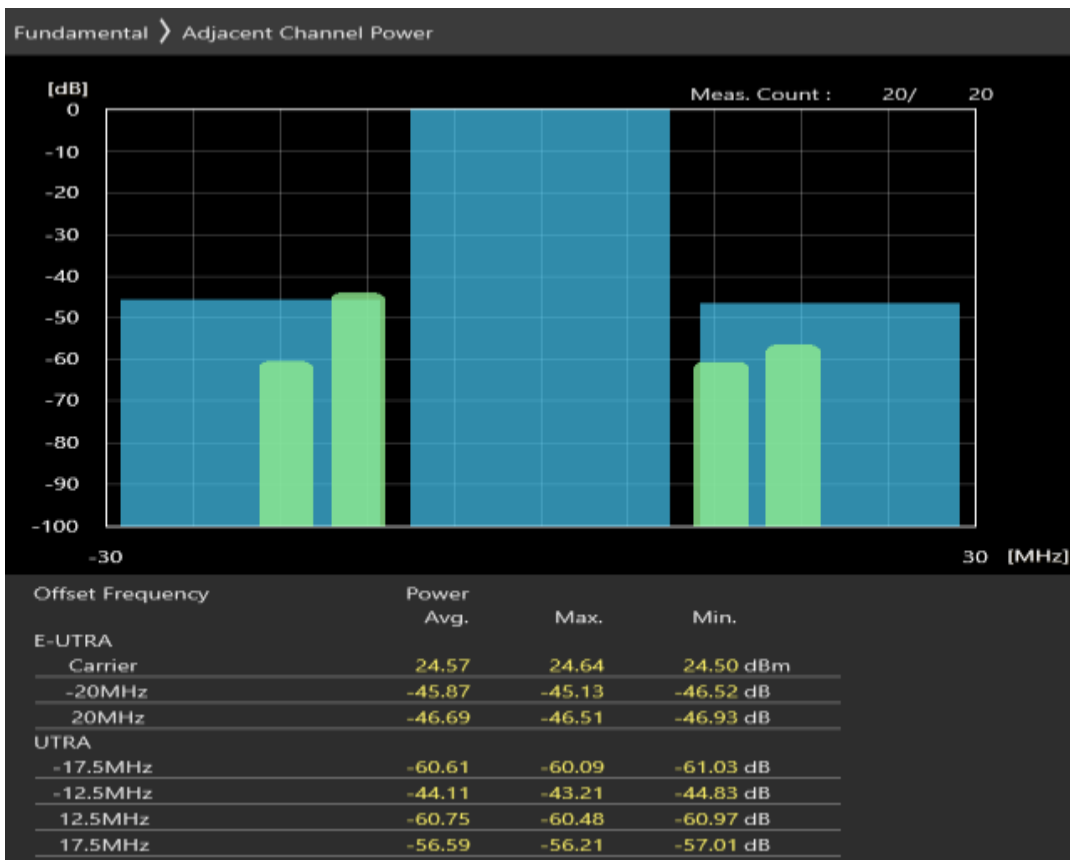 Fundamental 〉 Adjacent Channel Power
[dB]
Meas. Count : 20/ 20
0
-10
-20
-30
-40
-50
-60
-70
-80
-90
-100
-30 30 [MHz]
Offset Frequency Power
Avg. Max. Min.
E-UTRA
Carrier 24.57 24.64 24.50 dBm
-20MHz -45.87 -45.13 -46.52 dB
20MHz -46.69 -46.51 -46.93 dB
UTRA
-17.5MHz -60.61 -60.09 -61.03 dB
-12.5MHz -44.11 -43.21 -44.83 dB
12.5MHz -60.75 -60.48 -60.97 dB
17.5MHz -56.59 -56.21 -57.01 dB